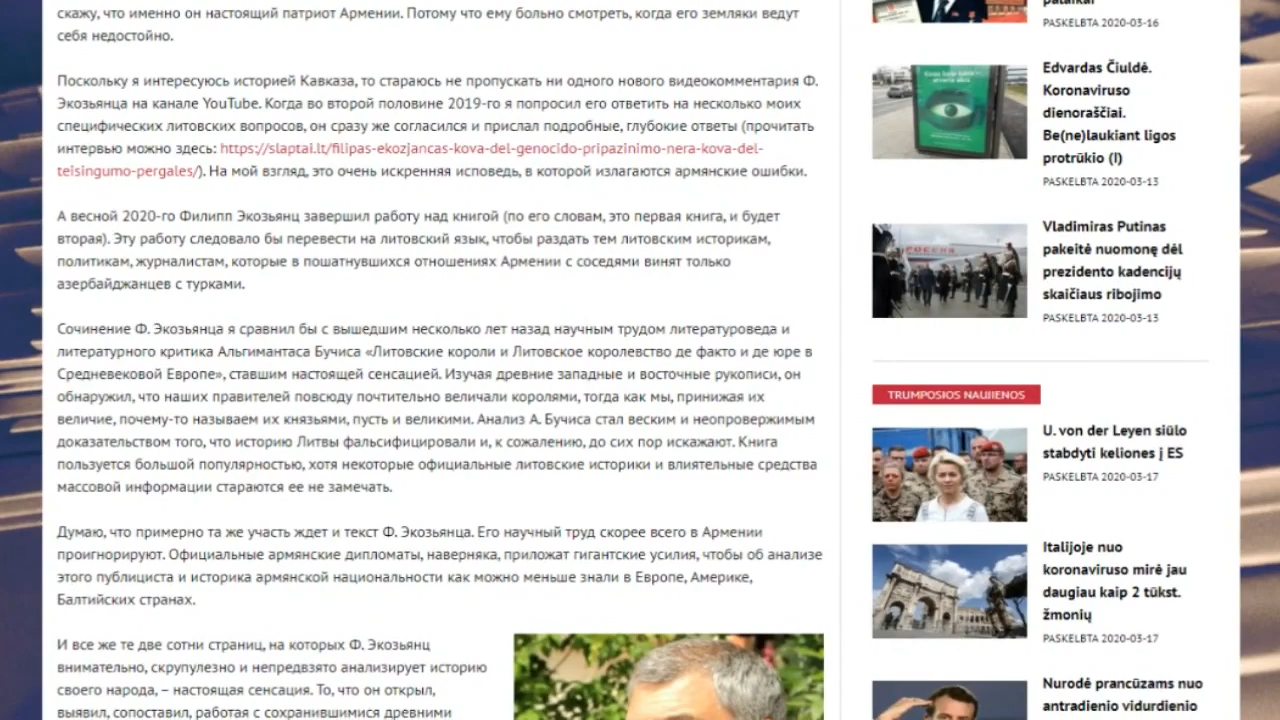 скажу, что именно он настоящий патриот Армении. Потому что ему больно смотреть, когда его земляки ведут
себя недостойно.
Поскольку я интересуюсь историей Кавказа, то стараюсь не пропускать ни одного нового видеокомментария Ф.
Экозьянца на канале YouTube. Когда во второй половине 2019-го я попросил его ответить на несколько моих
специфических литовских вопросов, он сразу же согласился и прислал подробные, глубокие ответы (прочитать
интервью можно здесь: https://slaptai.lt/filipas-ekozjancas-kova-del-genocido-pripazinimo-nera-kova-del-
teisingumo-pergales/). На мой взгляд, это очень искренняя исповедь, в которой излагаются армянские ошибки.
А весной 2020-го Филипп Экозьянц завершил работу над книгой (по его словам, это первая книга, и будет
вторая). Эту работу следовало бы перевести на литовский язык, чтобы раздать тем литовским историкам,
политикам, журналистам, которые в пошатнувшихся отношениях Армении с соседями винят только
азербайджанцев с турками.
Сочинение Ф. Экозьянца я сравнил бы с вышедшим несколько лет назад научным трудом литературоведа и
литературного критика Альгимантаса Бучиса «Литовские короли и Литовское королевство де факто и де юре в
Средневековой Европе», ставшим настоящей сенсацией. Изучая древние западные и восточные рукописи, он
обнаружил, что наших правителей повсюду почтительно величали королями, тогда как мы, принижая их
величие, почему-то называем их князьями, пусть и великими. Анализ А. Бучиса стал веским и неопровержимым
доказательством того, что историю Литвы фальсифицировали и, к сожалению, до сих пор искажают. Книга
пользуется большой популярностью, хотя некоторые официальные литовские историки и влиятельные средства
массовой информации стараются ее не замечать.
Думаю, что примерно та же участь ждет и текст Ф. Экозьянца. Его научный труд скорее всего в Армении
проигнорируют. Официальные армянские дипломаты, наверняка, приложат гигантские усилия, чтобы об анализе
этого публициста и историка армянской национальности как можно меньше знали в Европе, Америке,
Балтийских странах.
И все же те две сотни страниц, на которых Ф. Экозьянц
внимательно, скрупулезно и непредвзято анализирует историю
своего народа, – настоящая сенсация. То, что он открыл,
выявил, сопоставил, работая с сохранившимися древними
PASKELBTA 2020-03-16
Edvardas Čiuldė.
Koronaviruso
dienoraščiai.
Be(ne)laukiant ligos
protrūkio (I)
PASKELBTA 2020-03-13
Vladimiras Putinas
pakeitė nuomonę dėl
prezidento kadencijų
skaičiaus ribojimo
PASKELBTA 2020-03-13
TRUMPOSIOS NAUJIENOS
U. von der Leyen siūlo
stabdyti keliones į ES
PASKELBTA 2020-03-17
Italijoje nuo
koronaviruso mirė jau
daugiau kaip 2 tūkst.
žmonių
PASKELBTA 2020-03-17
Nurodė prancūzams nuo
antradienio vidurdienio
РОССИЯ